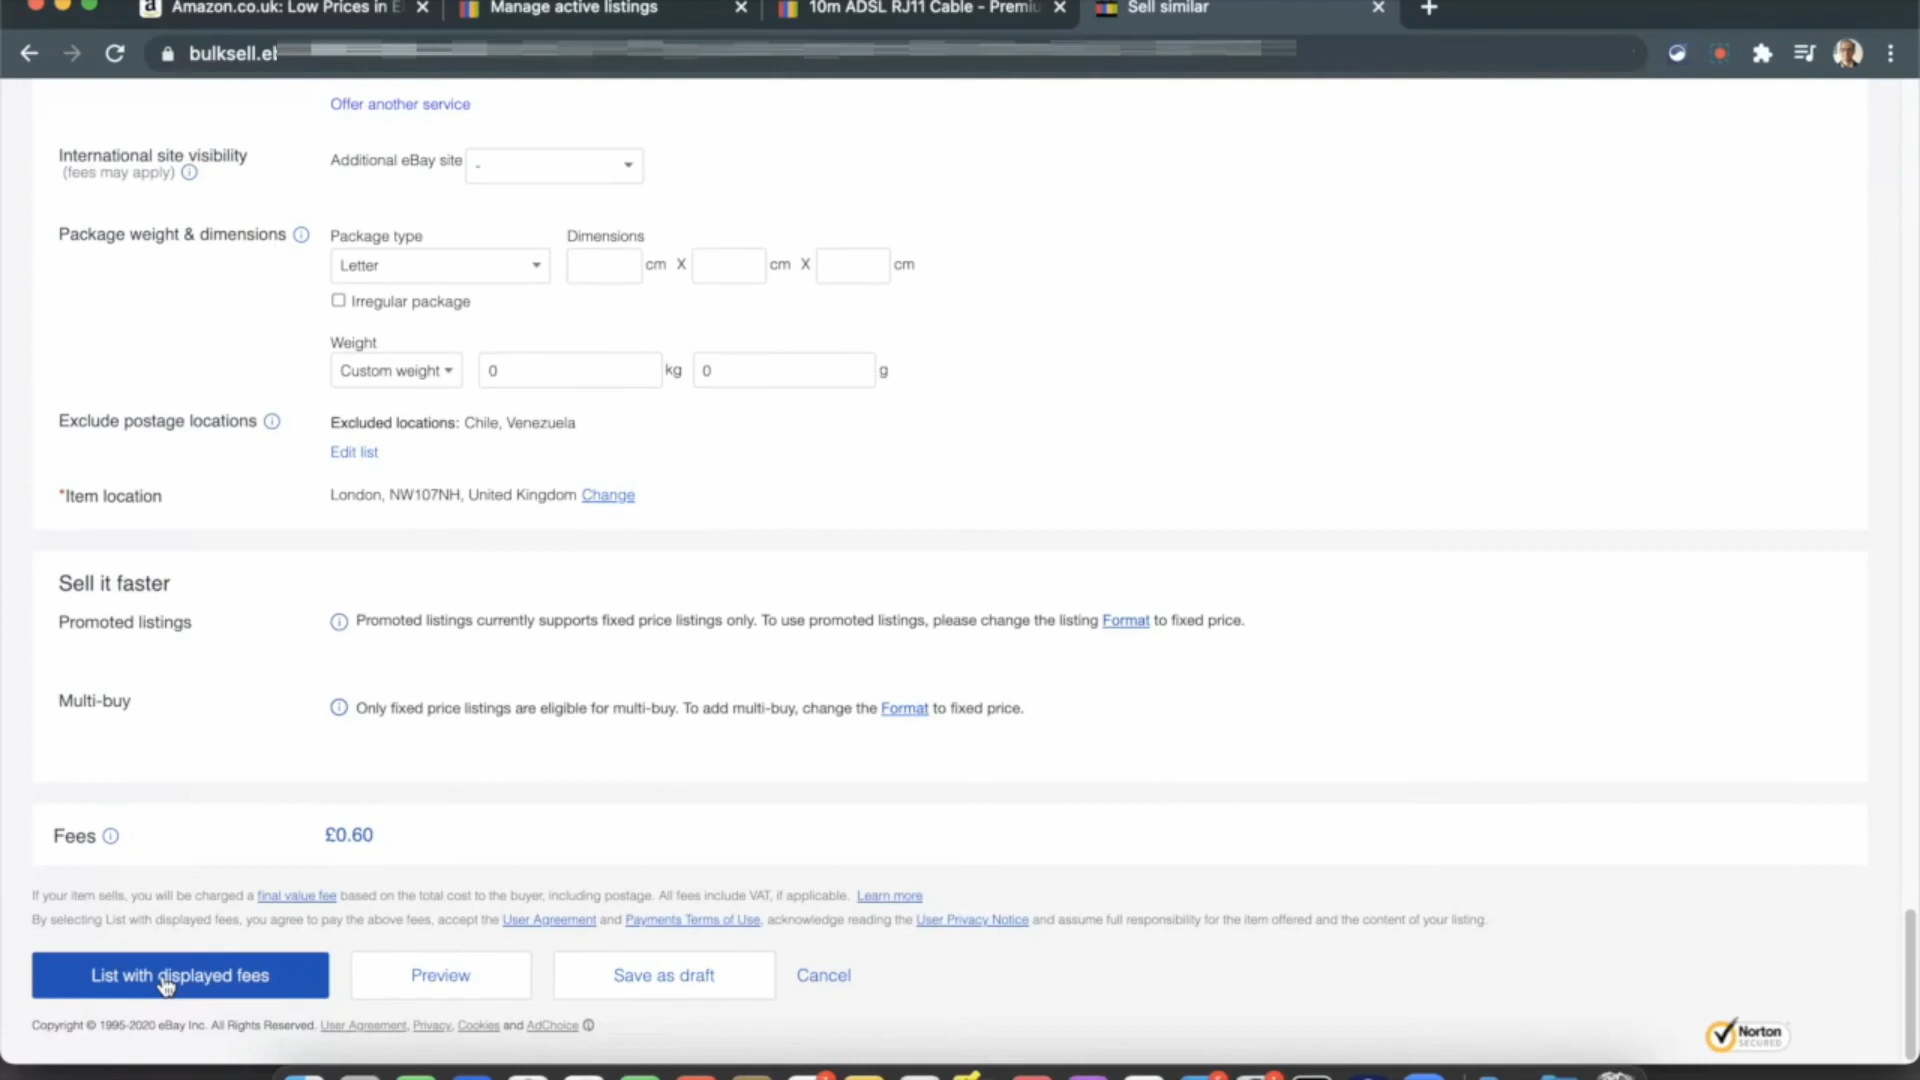 Amazon.co.uk: Low Prices in E
Manage active listings
10m ADSL RJ11 Cable - Premiu
Sell similar
bulksell.eb
Offer another service
International site visibility
(fees may apply)
Additional eBay site
-
Package weight & dimensions
Package type
Dimensions
Letter
cm X
cm X
cm
Irregular package
Weight
Custom weight
0
kg
0
g
Exclude postage locations
Excluded locations: Chile, Venezuela
Edit list
*Item location
London, NW107NH, United Kingdom Change
Sell it faster
Promoted listings
Promoted listings currently supports fixed price listings only. To use promoted listings, please change the listing Format to fixed price.
Multi-buy
Only fixed price listings are eligible for multi-buy. To add multi-buy, change the Format to fixed price.
Fees
£0.60
If your item sells, you will be charged a final value fee based on the total cost to the buyer, including postage. All fees include VAT, if applicable. Learn more
By selecting List with displayed fees, you agree to pay the above fees, accept the User Agreement and Payments Terms of Use, acknowledge reading the User Privacy Notice and assume full responsibility for the item offered and the content of your listing.
List with displayed fees
Preview
Save as draft
Cancel
Copyright © 1995-2020 eBay Inc. All Rights Reserved. User Agreement, Privacy, Cookies and AdChoice
Norton
SECURED